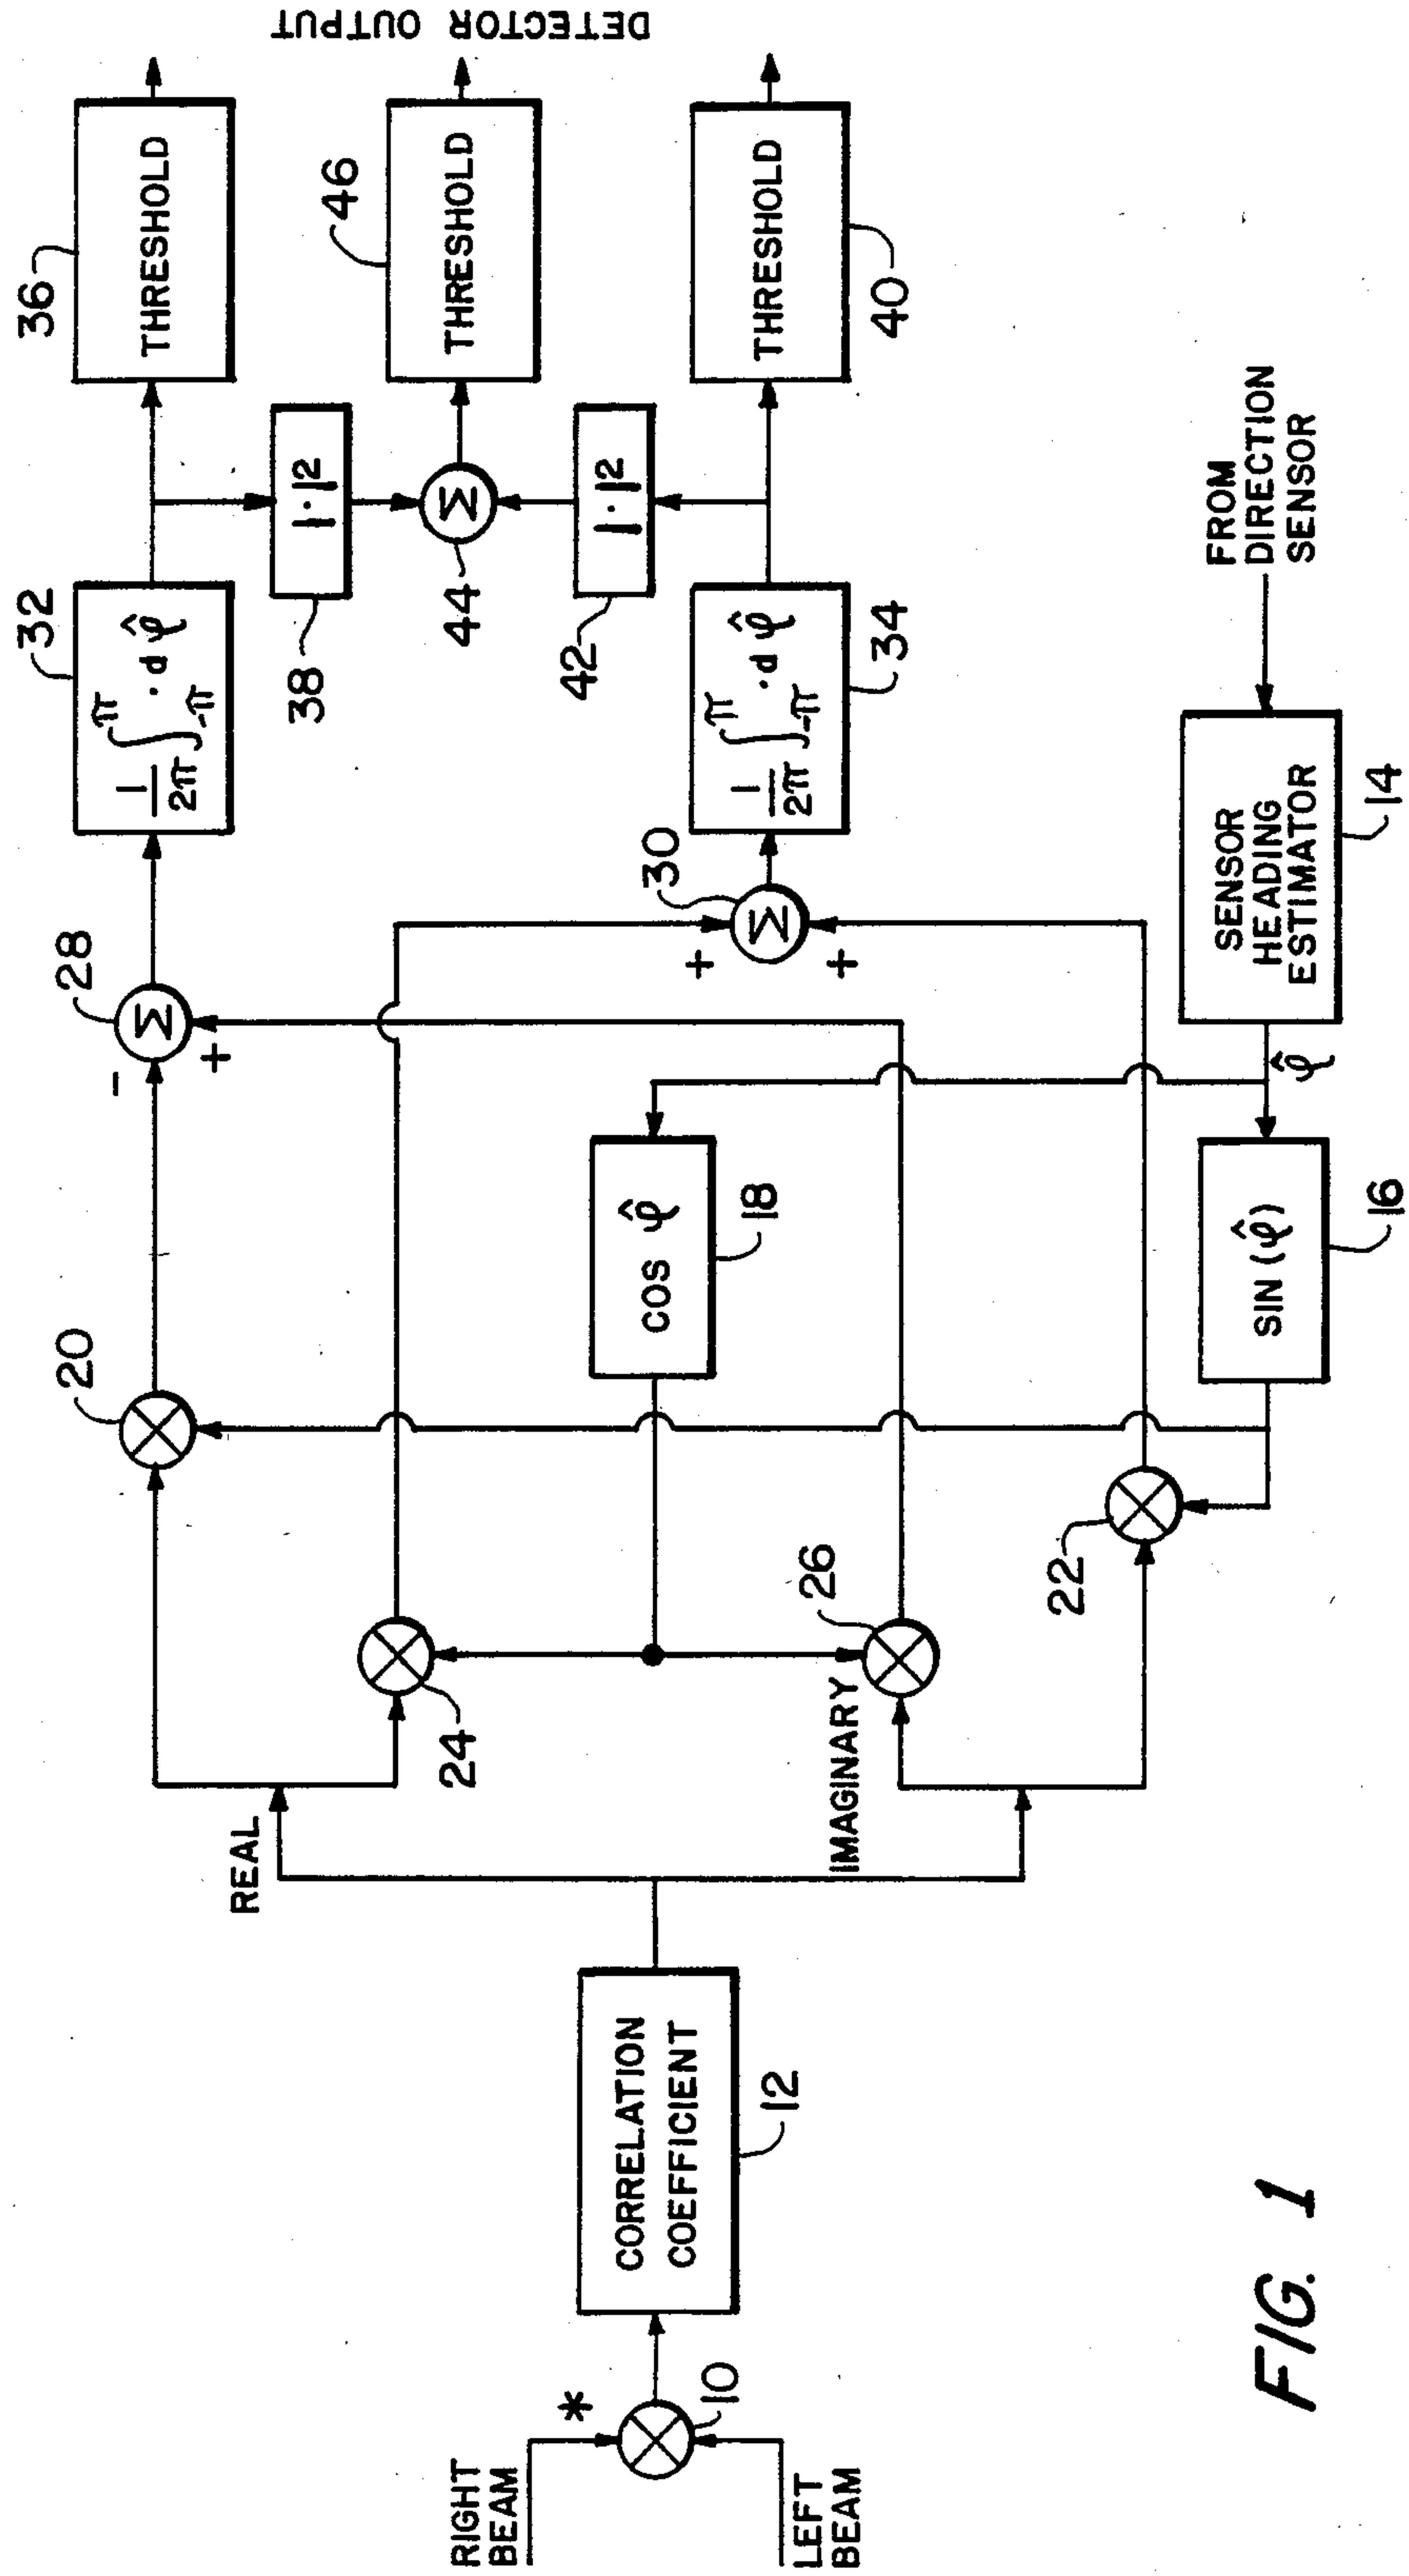 RIGHT
BEAM
*
10
LEFT
BEAM
CORRELATION
COEFFICIENT
12
REAL
IMAGINARY
20
24
26
22
COS φ̂
18
SIN (φ̂)
16
φ̂
SENSOR
HEADING
ESTIMATOR
14
FROM
DIRECTION
SENSOR
-
+
Σ
28
+
+
Σ
30
1/2π ∫_-π^π · d φ̂
32
1/2π ∫_-π^π · d φ̂
34
|·|²
38
Σ
44
|·|²
42
THRESHOLD
36
THRESHOLD
46
THRESHOLD
40
DETECTOR OUTPUT
FIG. 1